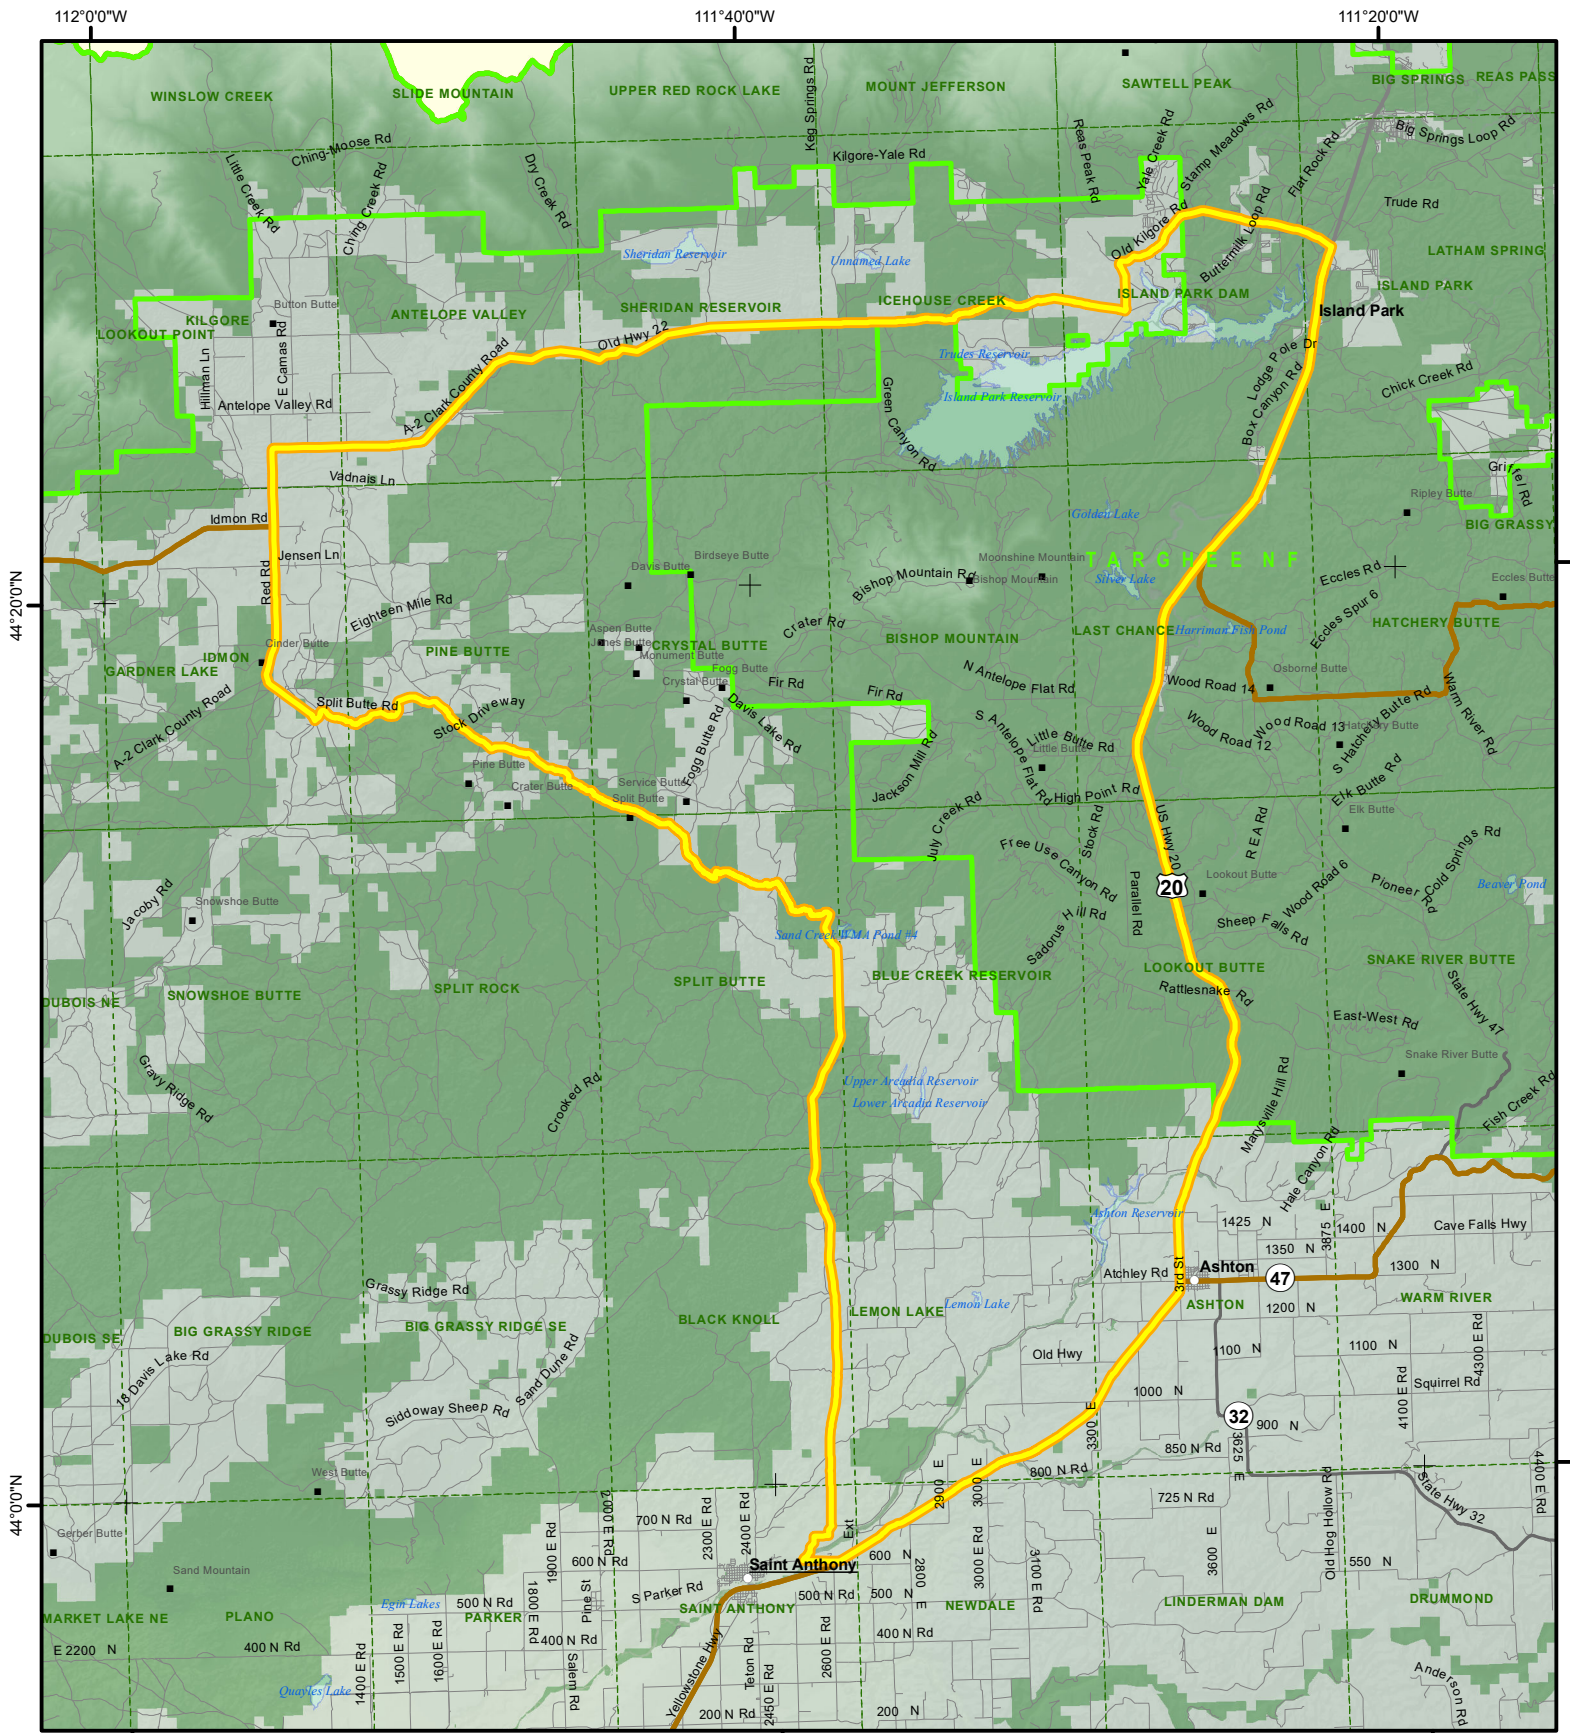 112°0'0"W
111°40'0"W
111°20'0"W
44°20'0"N
44°0'0"N
WINSLOW CREEK
SLIDE MOUNTAIN
UPPER RED ROCK LAKE
MOUNT JEFFERSON
SAWTELL PEAK
BIG SPRINGS
REAS PASS
Keg Springs Rd
Ching-Moose Rd
Little Creek Rd
Ching Creek Rd
Dry Creek Rd
Kilgore-Yale Rd
Reas Peak Rd
Yale Creek Rd
Stamp Meadows Rd
Flat Rock Rd
Big Springs Loop Rd
Trude Rd
Old Kilgore Rd
Buttermilk Loop Rd
LATHAM SPRING
Sheridan Reservoir
Unnamed Lake
ISLAND PARK
ISLAND PARK DAM
Island Park
ICEHOUSE CREEK
SHERIDAN RESERVOIR
ANTELOPE VALLEY
Button Butte
KILGORE
LOOKOUT POINT
Hillman Ln
E Camas Rd
Antelope Valley Rd
A-2 Clark County Road
Old Hwy 22
Trudes Reservoir
Island Park Reservoir
Green Canyon Rd
Lodge Pole Dr
Box Canyon Rd
Chick Creek Rd
Griffel Rd
Ripley Butte
BIG GRASSY
Vadnais Ln
Idmon Rd
Jensen Ln
Red Rd
Golden Lake
TARGHEE NF
Silver Lake
Moonshine Mountain
Bishop Mountain
Bishop Mountain Rd
Birdseye Butte
Davis Butte
Eccles Rd
Eccles Butte
Eccles Spur 6
Eighteen Mile Rd
Cinder Butte
IDMON
GARDNER LAKE
PINE BUTTE
Aspen Butte
Jones Butte
Monument Butte
CRYSTAL BUTTE
Crystal Butte
Fogg Butte
Crater Rd
BISHOP MOUNTAIN
LAST CHANCE
Harriman Fish Pond
HATCHERY BUTTE
Osborne Butte
Fir Rd
Fir Rd
N Antelope Flat Rd
Wood Road 14
Wood Road 13
Wood Road 12
Hatchery Butte
S Hatchery Butte Rd
Warm River Rd
A-2 Clark County Road
Split Butte Rd
Stock Driveway
Davis Lake Rd
Fogg Butte Rd
Jackson Mill Rd
S Antelope Flat Rd
Little Butte Rd
Little Butte
High Point Rd
Elk Butte Rd
Elk Butte
Pine Butte
Crater Butte
Service Butte
Split Butte
July Creek Rd
Free Use Canyon Rd
Stock Rd
US Hwy 20
20
REA Rd
Cold Springs Rd
Pioneer Rd
Wood Road 6
Lookout Butte
Beaver Pond
Jacoby Rd
Snowshoe Butte
Parallel Rd
Sadorus Hill Rd
Sheep Falls Rd
Sand Creek WMA Pond #4
DUBOIS NE
SNOWSHOE BUTTE
SPLIT ROCK
SPLIT BUTTE
BLUE CREEK RESERVOIR
LOOKOUT BUTTE
SNAKE RIVER BUTTE
Rattlesnake Rd
State Hwy 47
East-West Rd
Snake River Butte
Fish Creek Rd
Gravy Ridge Rd
Crooked Rd
Upper Arcadia Reservoir
Lower Arcadia Reservoir
Marysville Hill Rd
Hale Canyon Rd
Ashton Reservoir
1425 N
3875 E
1400 N
Cave Falls Hwy
1350 N
1300 N
Atchley Rd
3rd St
Ashton
47
ASHTON
1200 N
WARM RIVER
Grassy Ridge Rd
Lemon Lake
LEMON LAKE
BLACK KNOLL
DUBOIS SE
BIG GRASSY RIDGE
BIG GRASSY RIDGE SE
18 Davis Lake Rd
Sand Dune Rd
Siddoway Sheep Rd
Old Hwy
1100 N
1100 N
4300 E Rd
Squirrel Rd
1000 N
3300 E
32
900 N
4100 E Rd
850 N Rd
3625 E
800 N Rd
725 N Rd
Old Hog Hollow Rd
State Hwy 32
4400 E Rd
West Butte
Gerber Butte
Sand Mountain
2000 E Rd
1900 E Rd
700 N Rd
2300 E Rd
2400 E Rd
Ext
2900 E
3000 E
600 N Rd
Saint Anthony
600 N
2800 E
3000 E Rd
3100 E Rd
3600 E
550 N
1800 E Rd
Pine St
S Parker Rd
500 N Rd
500 N
MARKET LAKE NE
PLANO
Egin Lakes
500 N Rd
PARKER
SAINT ANTHONY
NEWDALE
LINDERMAN DAM
DRUMMOND
E 2200 N
400 N Rd
1400 E Rd
1500 E Rd
1600 E Rd
400 N Rd
Salem Rd
Yellowstone Hwy
Teton Rd
2450 E Rd
2600 E Rd
400 N Rd
Quayles Lake
200 N Rd
200 N
Anderson Rd